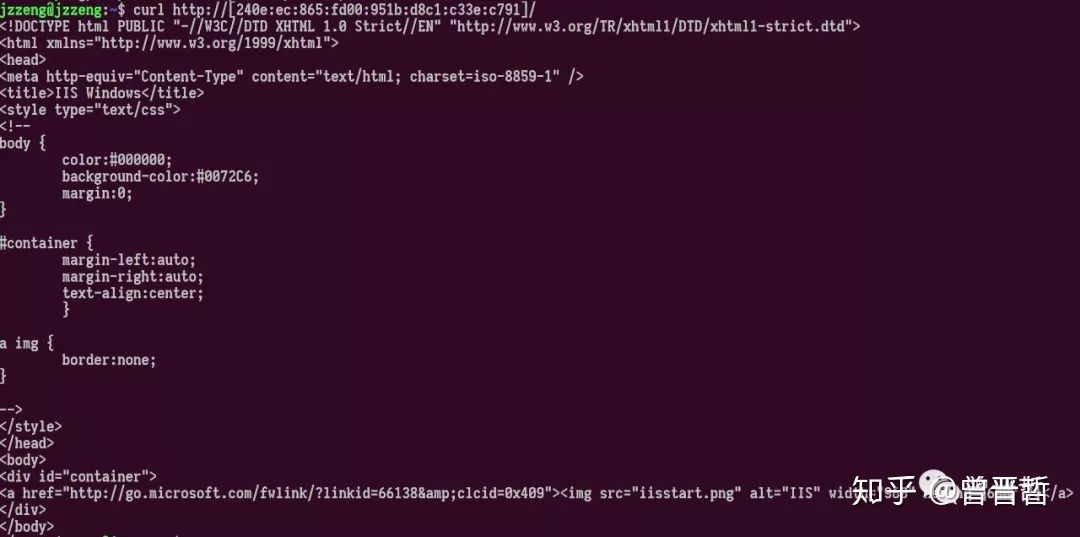 jzzeng@jzzeng:~$ curl http://[240e:ec:865:fd00:951b:d8c1:c33e:c791]/
<!DOCTYPE html PUBLIC "-//W3C//DTD XHTML 1.0 Strict//EN" "http://www.w3.org/TR/xhtml1/DTD/xhtml1-strict.dtd">
<html xmlns="http://www.w3.org/1999/xhtml">
<head>
<meta http-equiv="Content-Type" content="text/html; charset=iso-8859-1" />
<title>IIS Windows</title>
<style type="text/css">
<!--
body {
	color:#000000;
	background-color:#0072C6;
	margin:0;
}

#container {
	margin-left:auto;
	margin-right:auto;
	text-align:center;
	}

a img {
	border:none;
}

-->
</style>
</head>
<body>
<div id="container">
<a href="http://go.microsoft.com/fwlink/?linkid=66138&amp;clcid=0x409"><img src="iisstart.png" alt="IIS" </a>
</div>
</body>
知乎 @曾晋哲